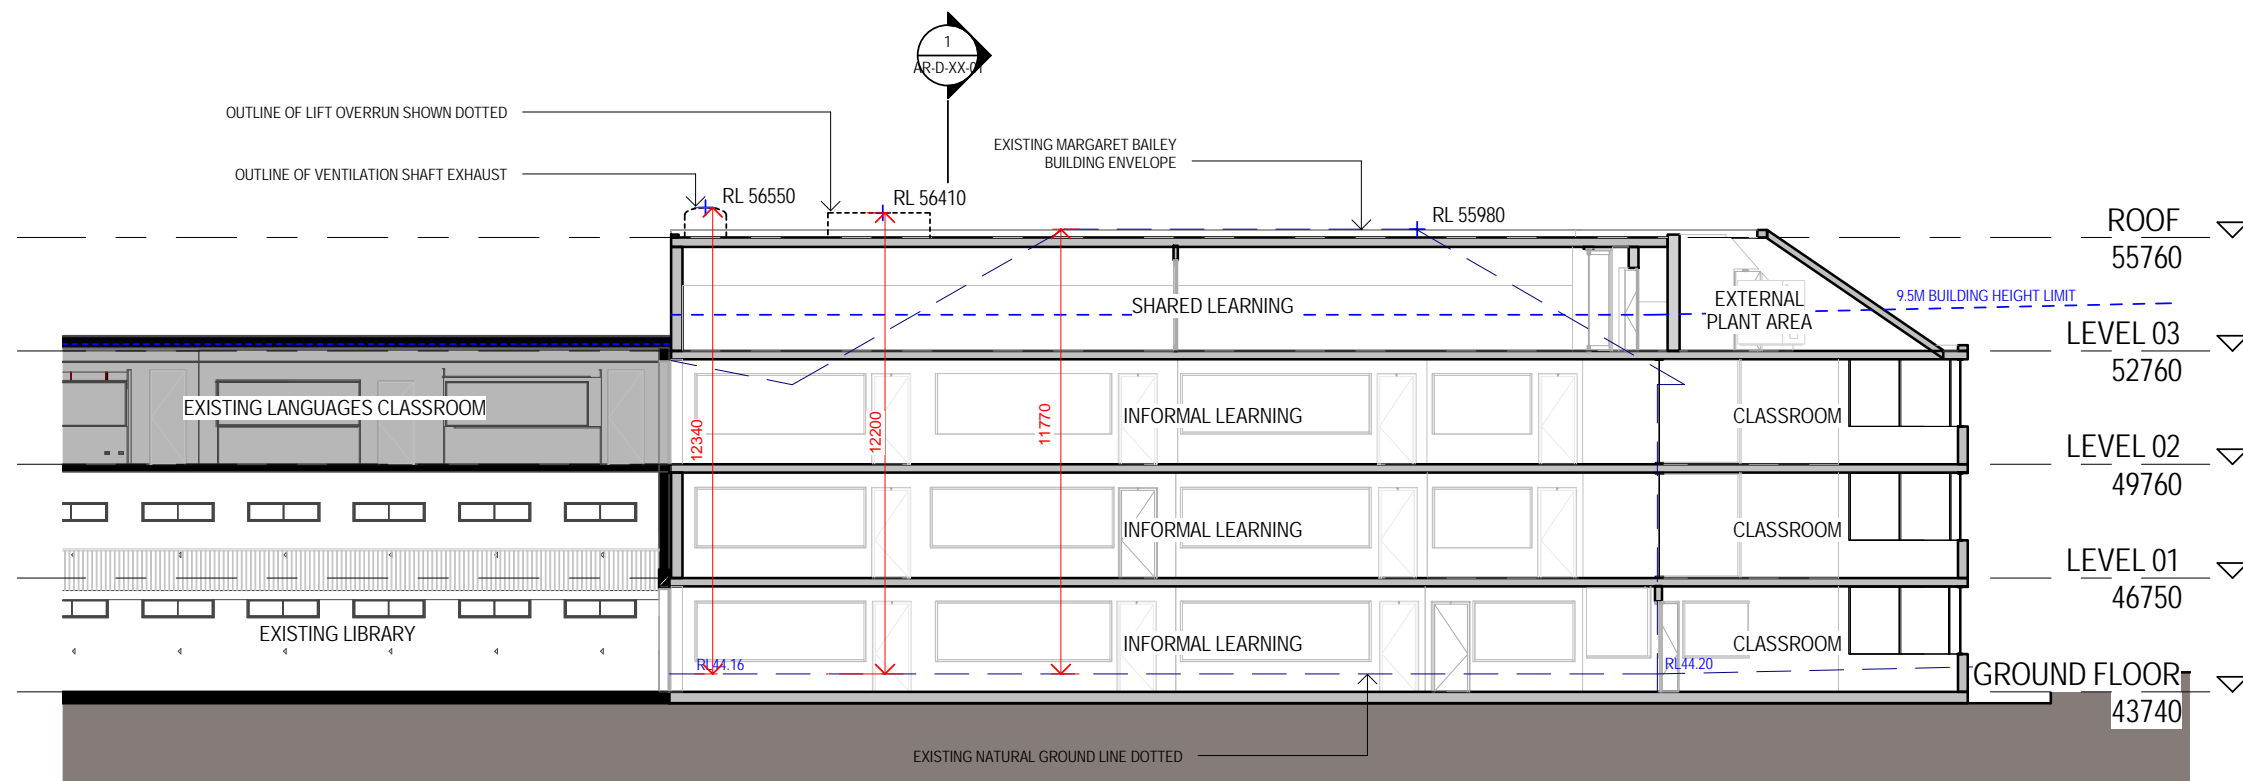 1
AR-D-XX-01
OUTLINE OF LIFT OVERRUN SHOWN DOTTED
EXISTING MARGARET BAILEY
BUILDING ENVELOPE
OUTLINE OF VENTILATION SHAFT EXHAUST
RL 56550
RL 56410
RL 55980
ROOF
55760
9.5M BUILDING HEIGHT LIMIT
SHARED LEARNING
EXTERNAL
PLANT AREA
LEVEL 03
52760
EXISTING LANGUAGES CLASSROOM
12340
12200
11770
INFORMAL LEARNING
CLASSROOM
LEVEL 02
49760
INFORMAL LEARNING
CLASSROOM
LEVEL 01
46750
EXISTING LIBRARY
INFORMAL LEARNING
CLASSROOM
RL44.16
RL44.20
GROUND FLOOR
43740
EXISTING NATURAL GROUND LINE DOTTED